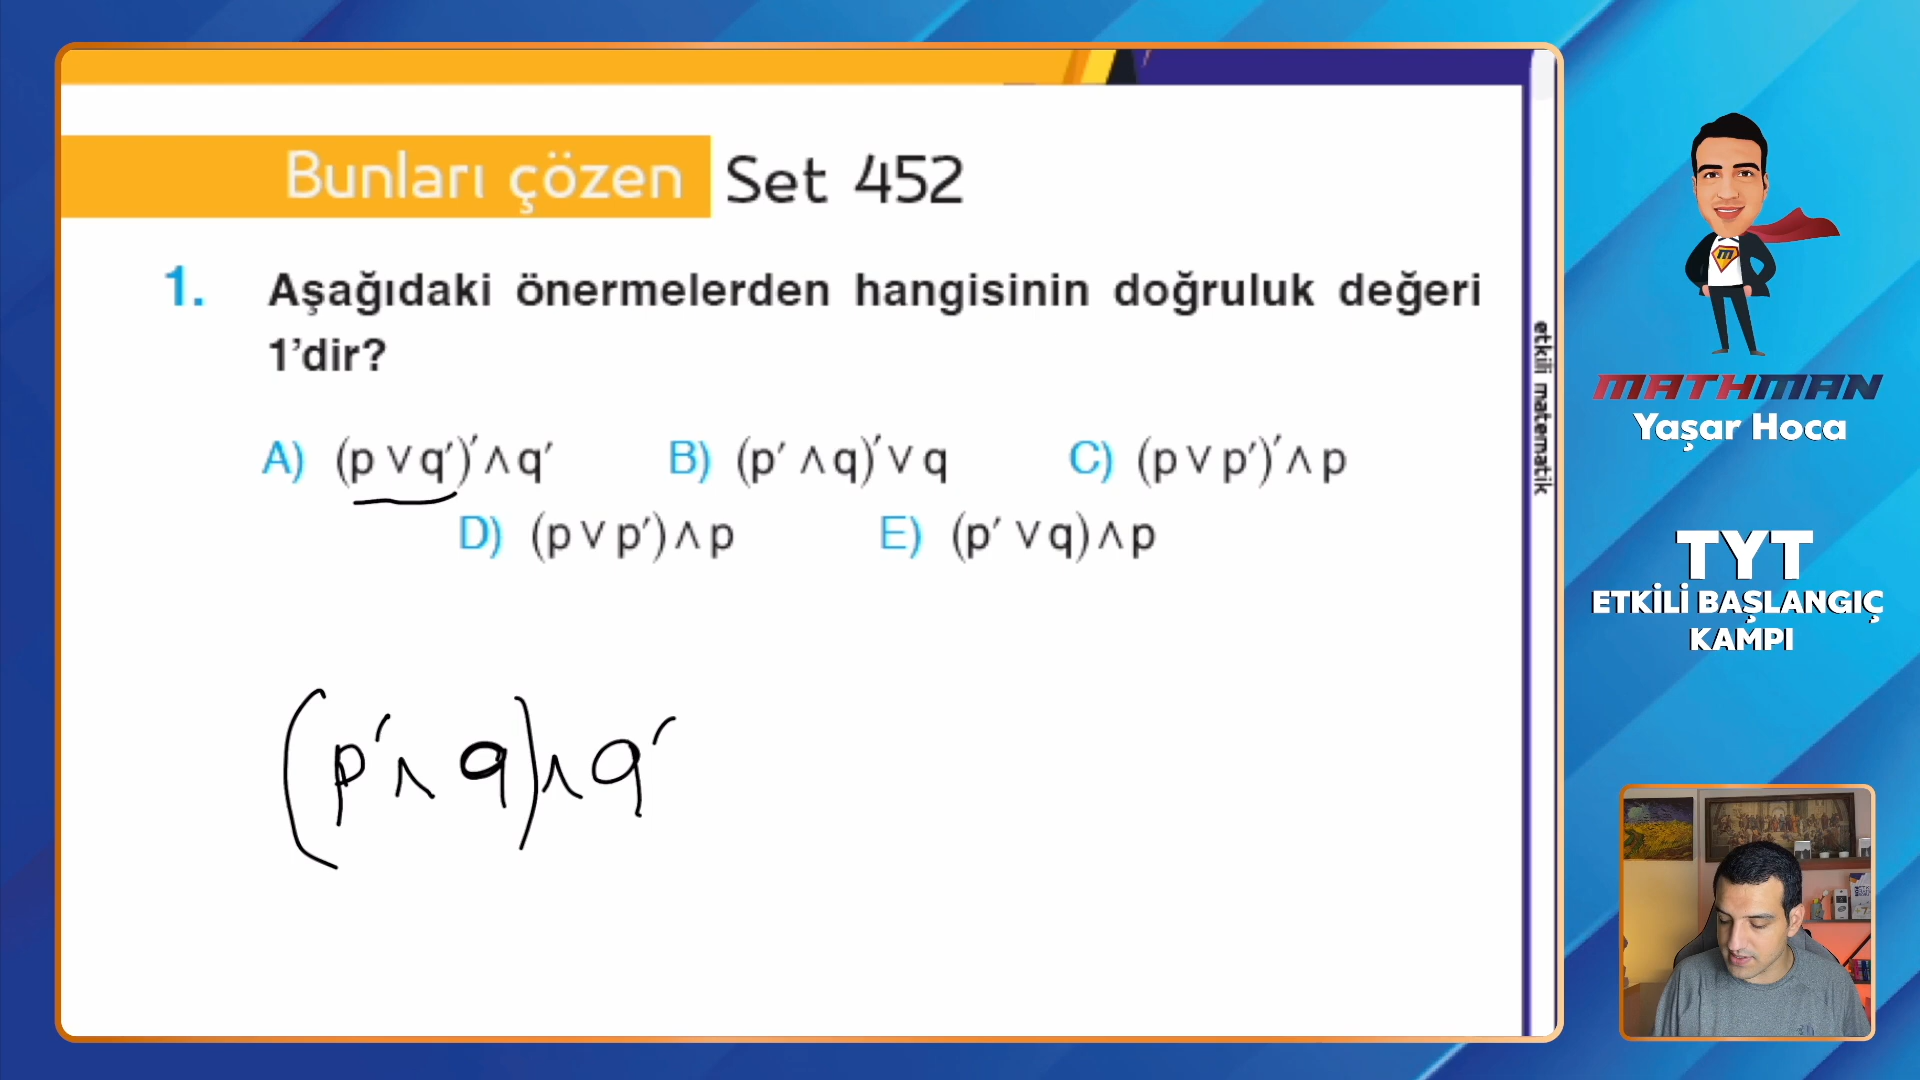 Bunları çözen Set 452
1. Aşağıdaki önermelerden hangisinin doğruluk değeri
1’dir?
A) (p ∨ q′)′ ∧ q′ B) (p′ ∧ q)′ ∨ q C) (p ∨ p′)′ ∧ p
D) (p ∨ p′) ∧ p E) (p′ ∨ q) ∧ p
(p′ ∧ q) ∧ q′
etkili matematik
m
MATHMAN
Yaşar Hoca
TYT
ETKİLİ BAŞLANGIÇ
KAMPI